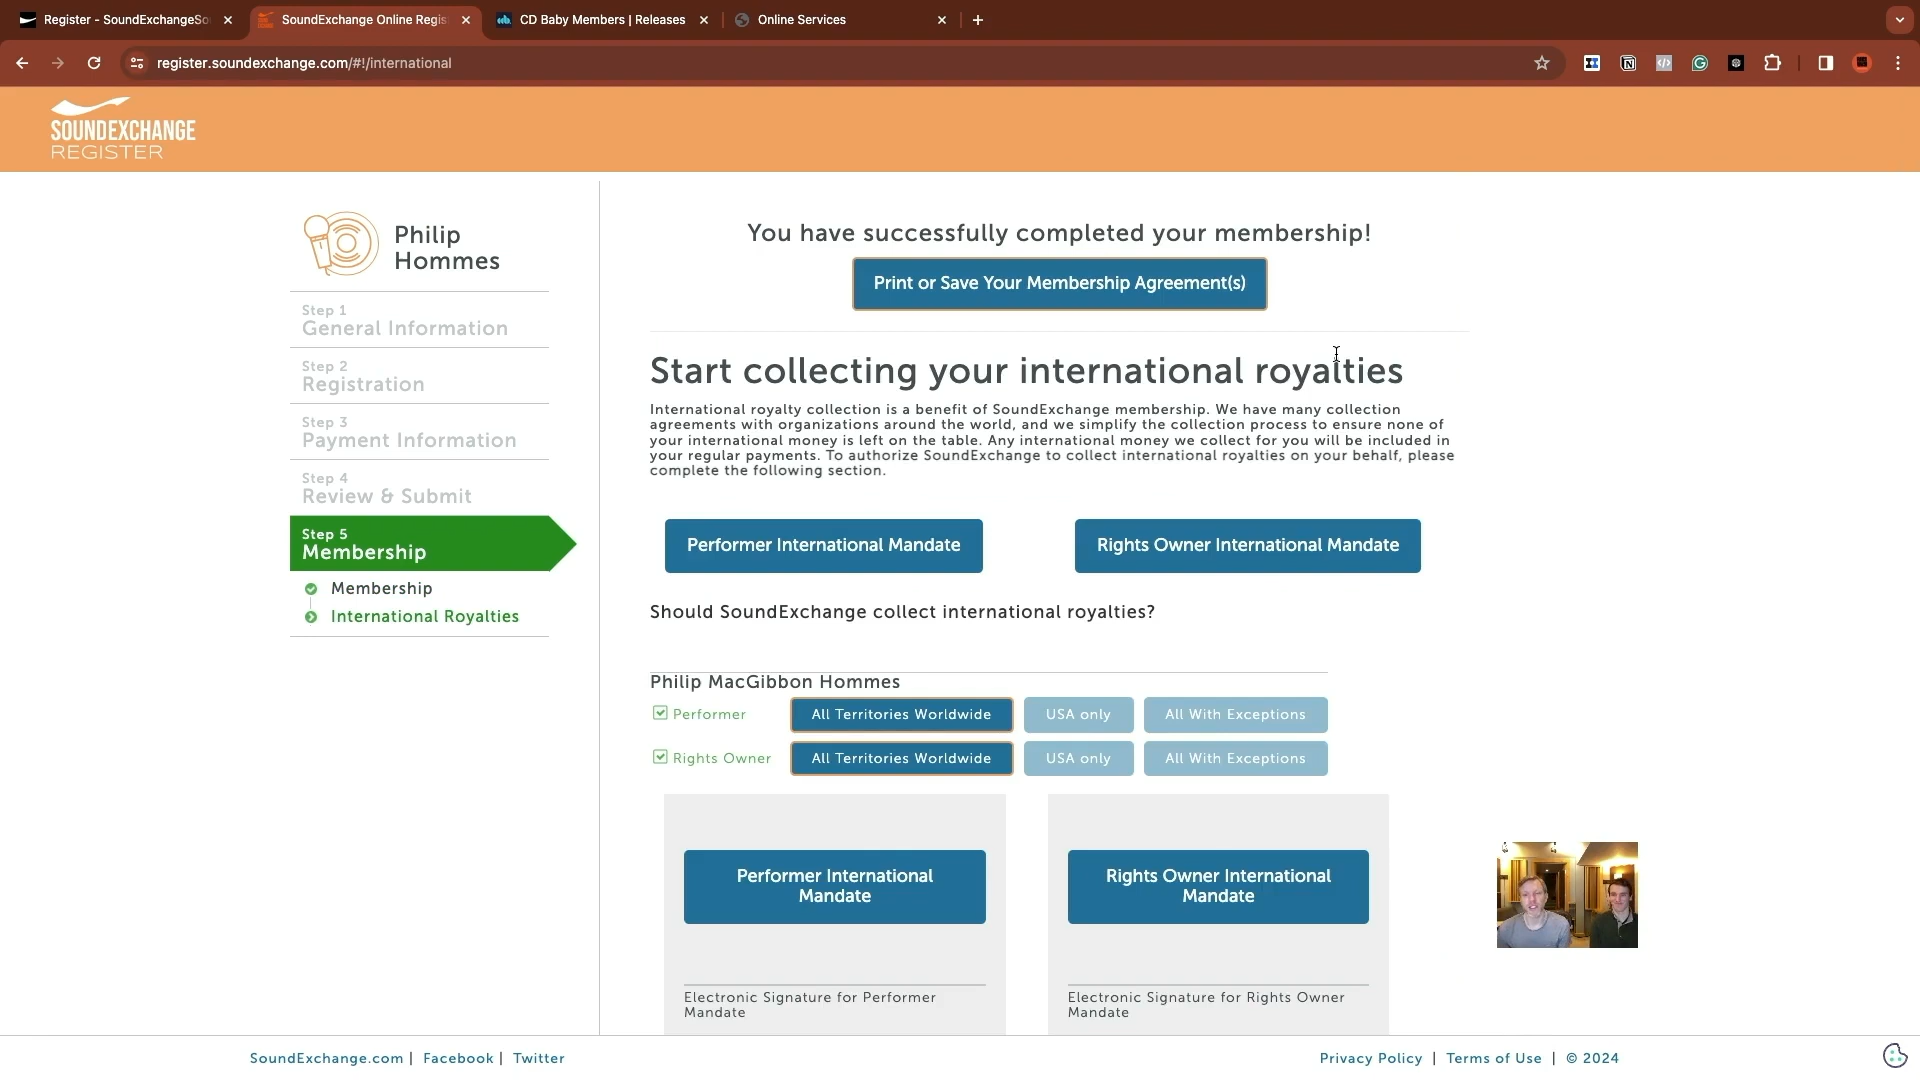 Register - SoundExchangeSo
SoundExchange Online Regis
CD Baby Members | Releases
Online Services
register.soundexchange.com/#!/international
SOUNDEXCHANGE
REGISTER
Philip
Hommes
Step 1
General Information
Step 2
Registration
Step 3
Payment Information
Step 4
Review & Submit
Step 5
Membership
Membership
International Royalties
You have successfully completed your membership!
Print or Save Your Membership Agreement(s)
Start collecting your international royalties
International royalty collection is a benefit of SoundExchange membership. We have many collection
agreements with organizations around the world, and we simplify the collection process to ensure none of
your international money is left on the table. Any international money we collect for you will be included in
your regular payments. To authorize SoundExchange to collect international royalties on your behalf, please
complete the following section.
Performer International Mandate
Rights Owner International Mandate
Should SoundExchange collect international royalties?
Philip MacGibbon Hommes
Performer All Territories Worldwide USA only All With Exceptions
Rights Owner All Territories Worldwide USA only All With Exceptions
Performer International
Mandate
Rights Owner International
Mandate
Electronic Signature for Performer
Mandate
Electronic Signature for Rights Owner
Mandate
SoundExchange.com | Facebook | Twitter
Privacy Policy | Terms of Use | © 2024